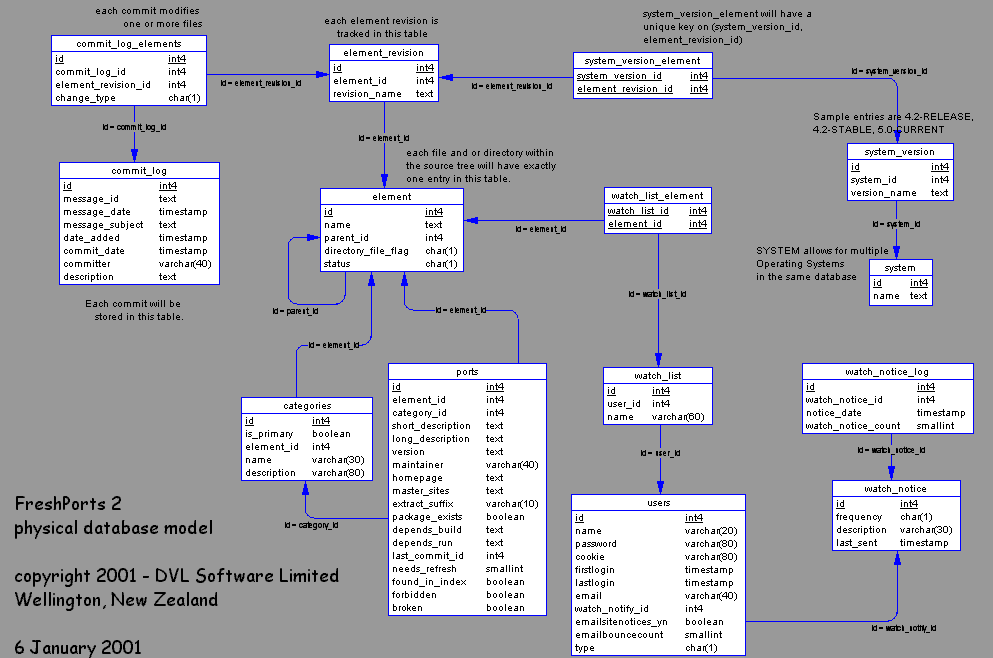 each commit modifies
one or more files
commit_log_elements
id int4
commit_log_id int4
element_revision_id int4
change_type char(1)
id = element_revision_id
each element revision is
tracked in this table
element_revision
id int4
element_id int4
revision_name text
id = element_revision_id
system_version_element will have a
unique key on (system_version_id,
element_revision_id)
system_version_element
system_version_id int4
element_revision_id int4
id = system_version_id
Sample entries are 4.2-RELEASE,
4.2-STABLE, 5.0-CURRENT
system_version
id int4
system_id int4
version_name text
id = system_id
SYSTEM allows for multiple
Operating Systems
in the same database
system
id int4
name text
id = commit_log_id
commit_log
id int4
message_id text
message_date timestamp
message_subject text
date_added timestamp
commit_date timestamp
committer varchar(40)
description text
Each commit will be
stored in this table.
id = element_id
each file and or directory within
the source tree will have exactly
one entry in this table.
element
id int4
name text
parent_id int4
directory_file_flag char(1)
status char(1)
id = parent_id
id = element_id
id = element_id
id = element_id
watch_list_element
watch_list_id int4
element_id int4
id = watch_list_id
categories
id int4
is_primary boolean
element_id int4
name varchar(30)
description varchar(80)
id = category_id
ports
id int4
element_id int4
category_id int4
short_description text
long_description text
version text
maintainer varchar(40)
homepage text
master_sites text
extract_suffix varchar(10)
package_exists boolean
depends_build text
depends_run text
last_commit_id int4
needs_refresh smallint
found_in_index boolean
forbidden boolean
broken boolean
watch_list
id int4
user_id int4
name varchar(60)
id = user_id
users
id int4
name varchar(20)
password varchar(80)
cookie varchar(80)
firstlogin timestamp
lastlogin timestamp
email varchar(40)
watch_notify_id int4
emailsitenotices_yn boolean
emailbouncecount smallint
type char(1)
watch_notice_log
id int4
watch_notice_id int4
notice_date timestamp
watch_notice_count smallint
id = watch_notice_id
watch_notice
id int4
frequency char(1)
description varchar(30)
last_sent timestamp
id = watch_notify_id
FreshPorts 2
physical database model
copyright 2001 - DVL Software Limited
Wellington, New Zealand
6 January 2001